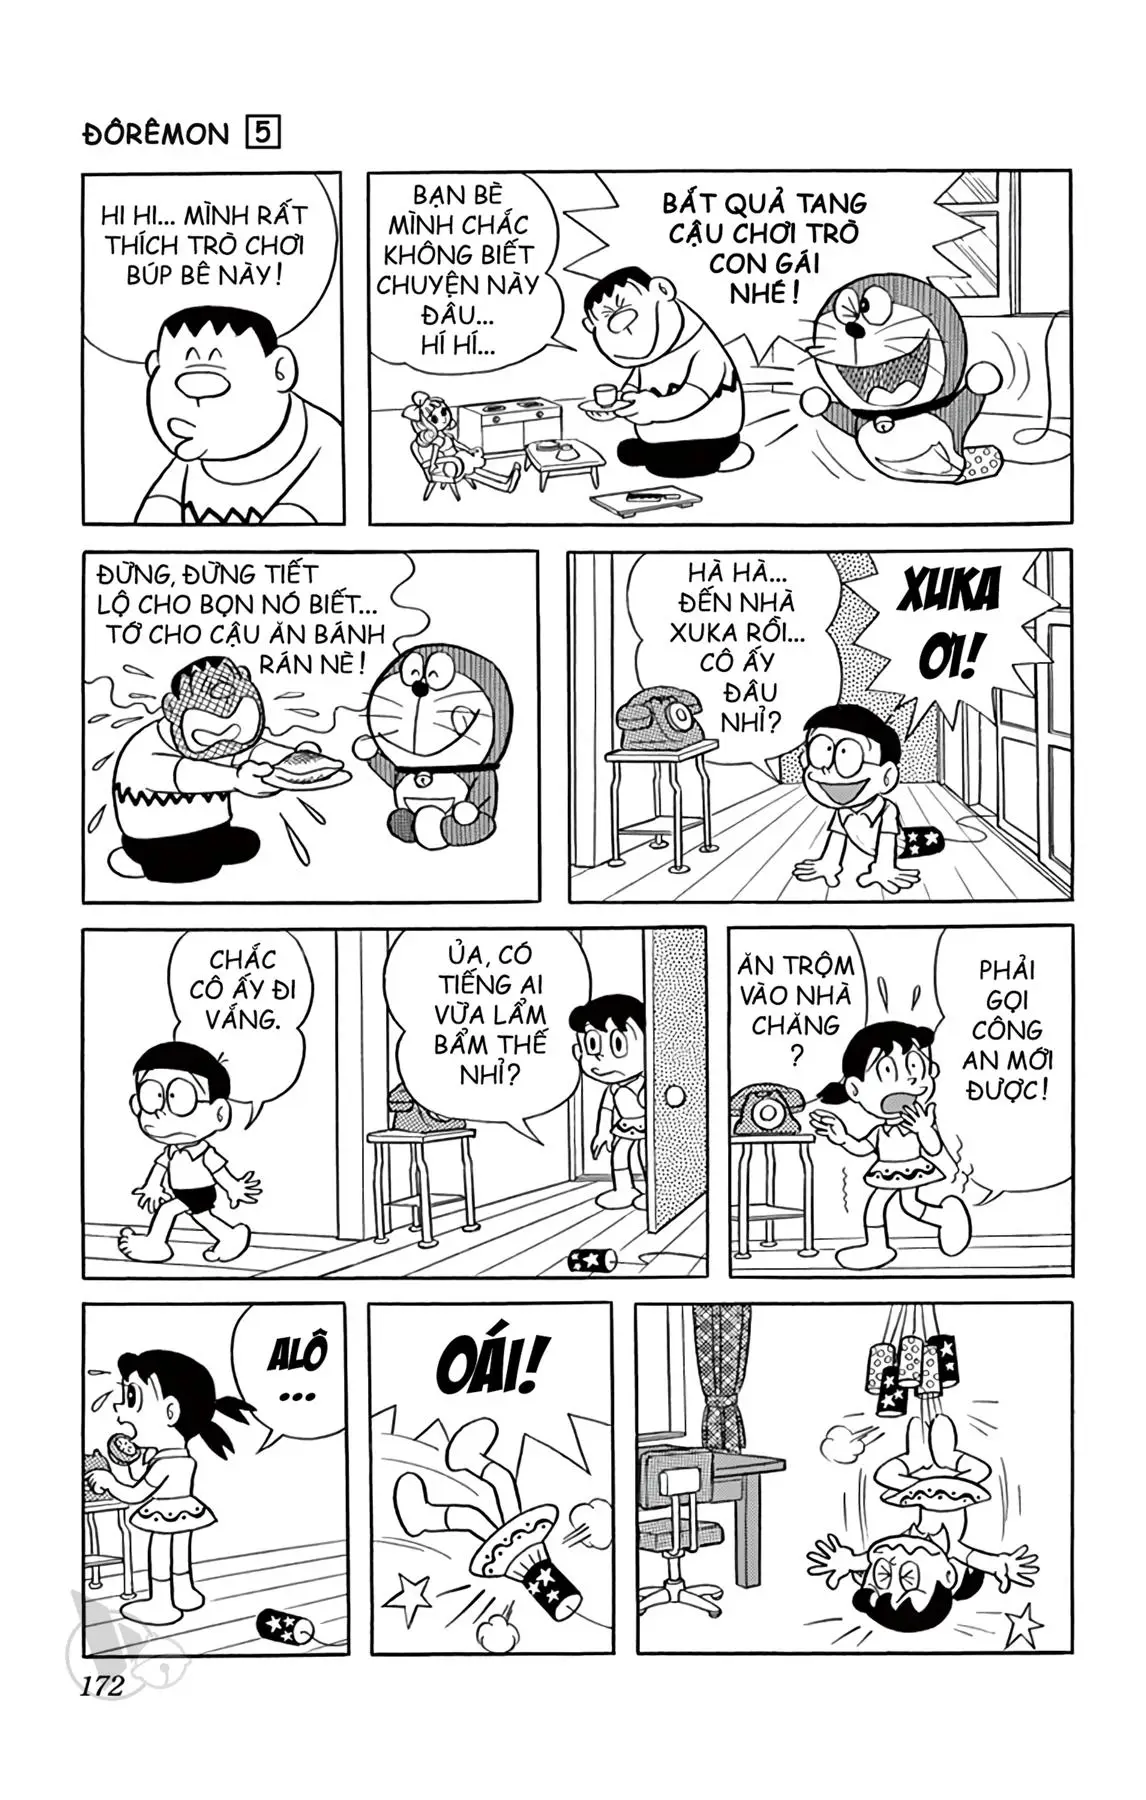 ĐÔRÊMON 5
HI HI... MÌNH RẤT
THÍCH TRÒ CHƠI
BÚP BÊ NÀY!
BẠN BÈ
MÌNH CHẮC
KHÔNG BIẾT
CHUYỆN NÀY
ĐÂU...
HÍ HÍ...
BẮT QUẢ TANG
CẬU CHƠI TRÒ
CON GÁI
NHÉ!
ĐỪNG, ĐỪNG TIẾT
LỘ CHO BỌN NÓ BIẾT...
TỚ CHO CẬU ĂN BÁNH
RÁN NÈ!
HÀ HÀ...
ĐẾN NHÀ
XUKA RỒI...
CÔ ẤY
ĐÂU
NHỈ?
XUKA
ƠI!
CHẮC
CÔ ẤY ĐI
VẮNG.
ỦA, CÓ
TIẾNG AI
VỪA LẨM
BẨM THẾ
NHỈ?
ĂN TRỘM
VÀO NHÀ
CHĂNG
?
PHẢI
GỌI
CÔNG
AN MỚI
ĐƯỢC!
ALÔ
...
OÁI!
172